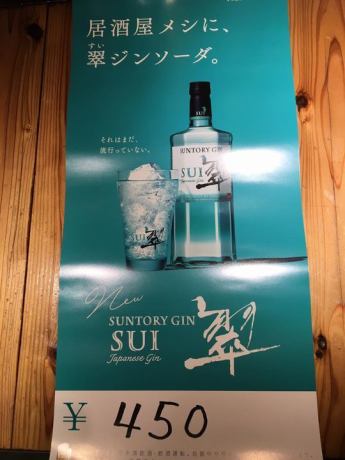 居酒屋メシに、
すい
翠ジンソーダ。
それはまだ、
流行っていない。
SUI
SUNTORY GIN
SUI 翠
翠
New
SUNTORY GIN
SUI
Japanese Gin
翠
¥ 450